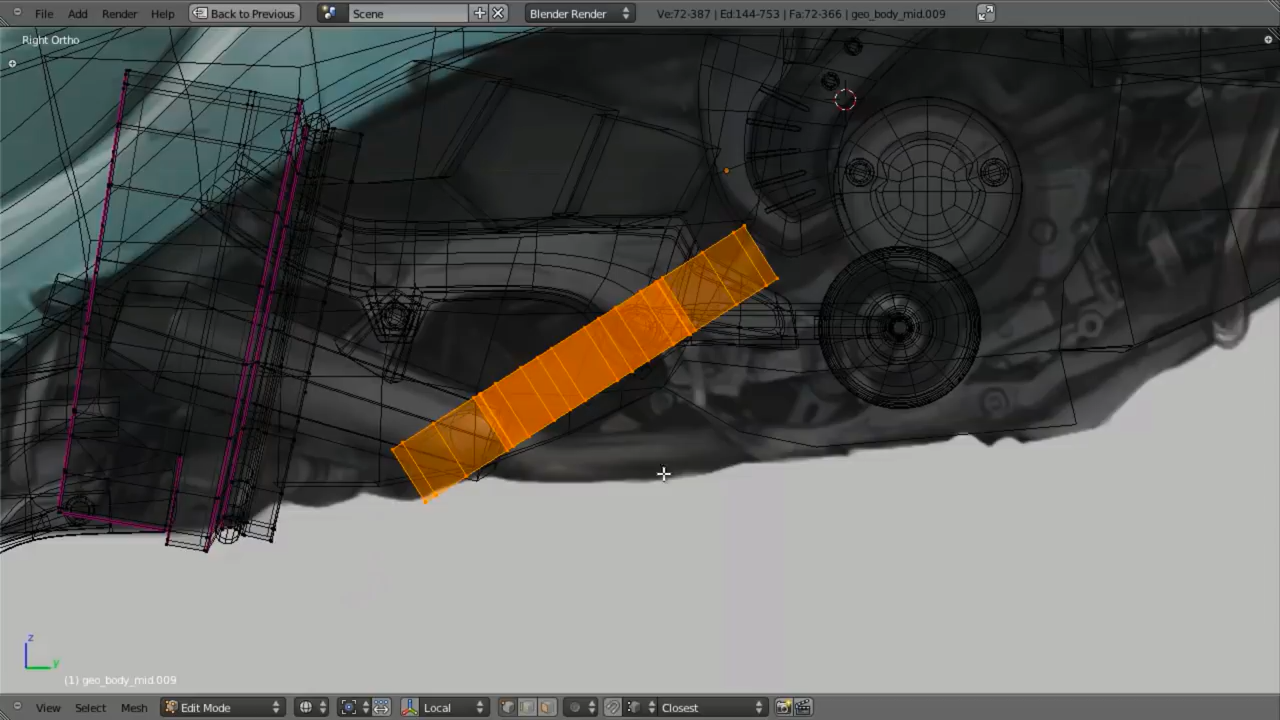 File Add Render Help Back to Previous Scene Blender Render Ve:72-387 | Ed:144-753 | Fa:72-366 | geo_body_mid.009
Right Ortho
z
y
(1) geo_body_mid.009
View Select Mesh Edit Mode Local Closest